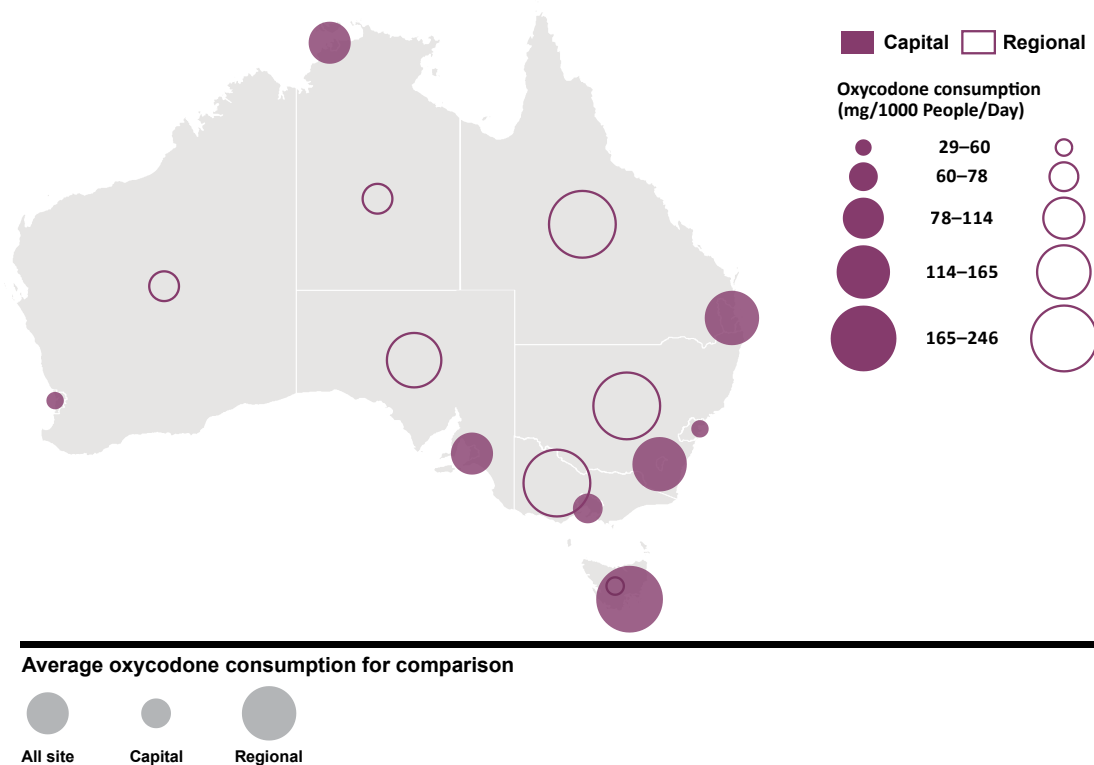 Capital
Regional
Oxycodone consumption
(mg/1000 People/Day)
29–60
60–78
78–114
114–165
165–246
Average oxycodone consumption for comparison
All site
Capital
Regional